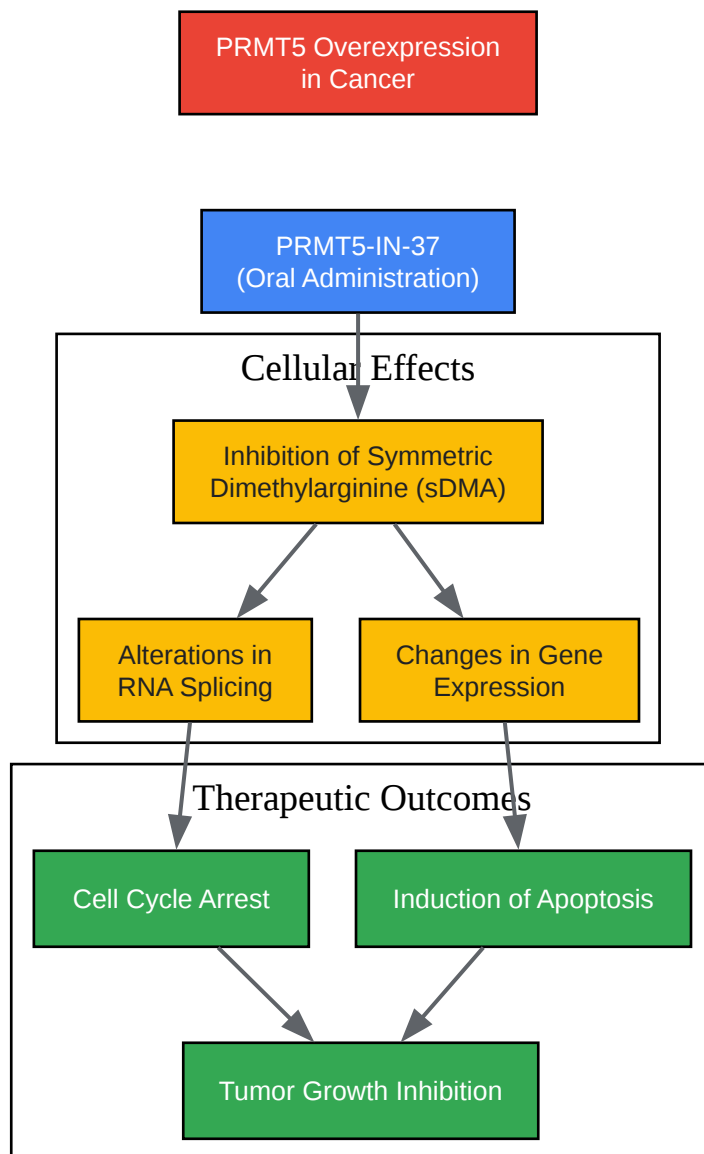 PRMT5 Overexpression
in Cancer
PRMT5-IN-37
(Oral Administration)
Cellular Effects
Inhibition of Symmetric
Dimethylarginine (sDMA)
Alterations in
RNA Splicing
Changes in Gene
Expression
Therapeutic Outcomes
Cell Cycle Arrest
Induction of Apoptosis
Tumor Growth Inhibition